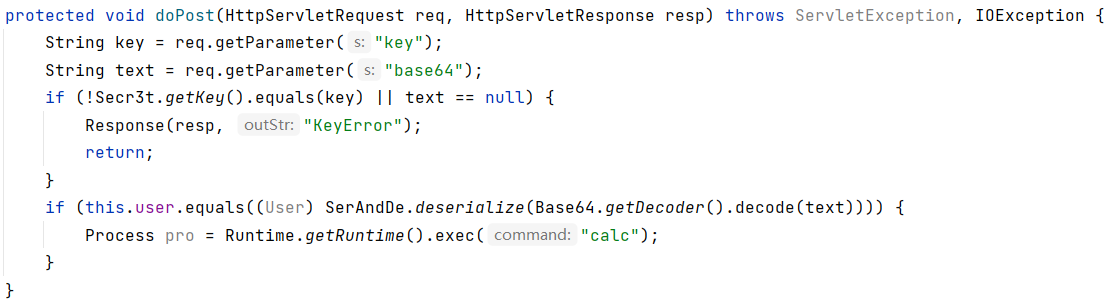 protected void doPost(HttpServletRequest req, HttpServletResponse resp) throws ServletException, IOException {
    String key = req.getParameter( s: "key");
    String text = req.getParameter( s: "base64");
    if (!Secr3t.getKey().equals(key) || text == null) {
        Response(resp, outStr: "KeyError");
        return;
    }
    if (this.user.equals((User) SerAndDe.deserialize(Base64.getDecoder().decode(text)))) {
        Process pro = Runtime.getRuntime().exec( command: "calc");
    }
}